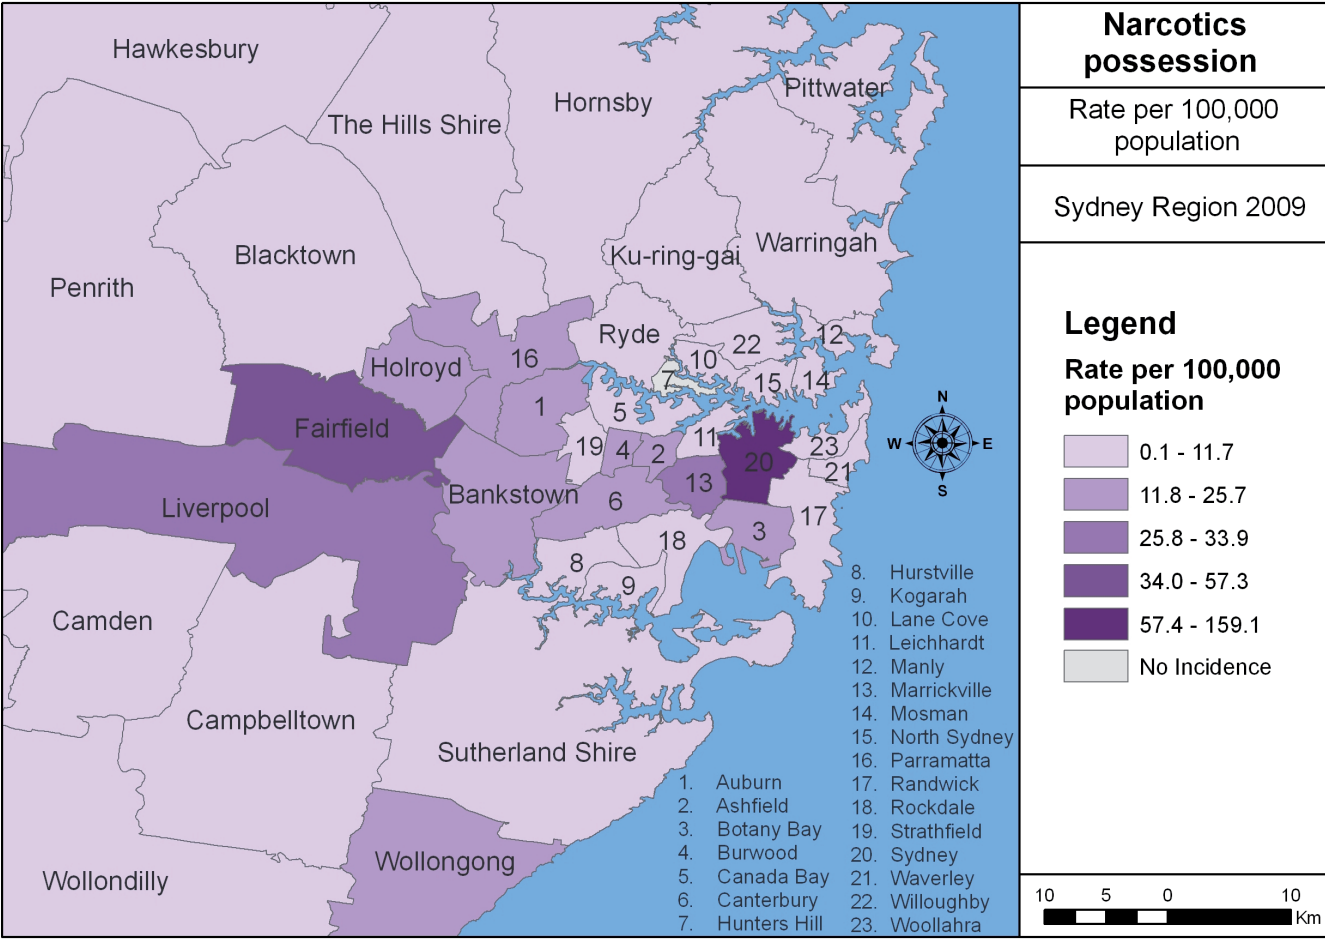 Narcotics
possession
Rate per 100,000
population
Sydney Region 2009
Legend
Rate per 100,000
population
0.1 - 11.7
11.8 - 25.7
25.8 - 33.9
34.0 - 57.3
57.4 - 159.1
No Incidence
10 5 0 10
Km
N
W E
S
Hawkesbury
The Hills Shire
Hornsby
Pittwater
Blacktown
Ku-ring-gai
Warringah
Penrith
Ryde
Holroyd
16
22
12
10
7
15
14
1
5
Fairfield
19
4
2
11
20
23
21
Liverpool
Bankstown
6
13
3
17
18
8
9
Camden
Campbelltown
Sutherland Shire
Wollongong
Wollondilly
1. Auburn
2. Ashfield
3. Botany Bay
4. Burwood
5. Canada Bay
6. Canterbury
7. Hunters Hill
8. Hurstville
9. Kogarah
10. Lane Cove
11. Leichhardt
12. Manly
13. Marrickville
14. Mosman
15. North Sydney
16. Parramatta
17. Randwick
18. Rockdale
19. Strathfield
20. Sydney
21. Waverley
22. Willoughby
23. Woollahra